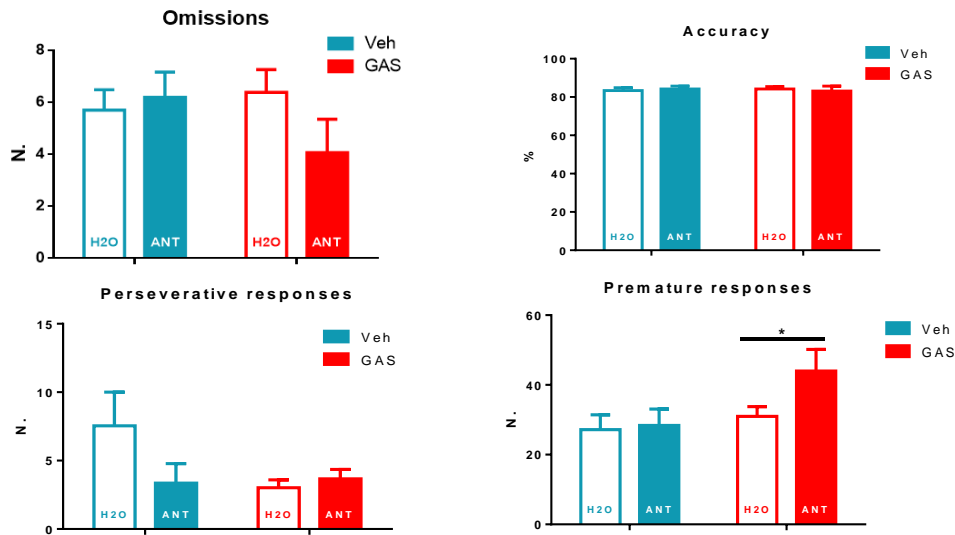 Omissions
Veh
GAS
N.
8
6
4
2
0
H2O
ANT
H2O
ANT
Accuracy
Veh
GAS
%
100
80
60
40
20
0
H2O
ANT
H2O
ANT
Perseverative responses
Veh
GAS
N.
15
10
5
0
H2O
ANT
H2O
ANT
Premature responses
Veh
GAS
N.
60
40
20
0
*
H2O
ANT
H2O
ANT